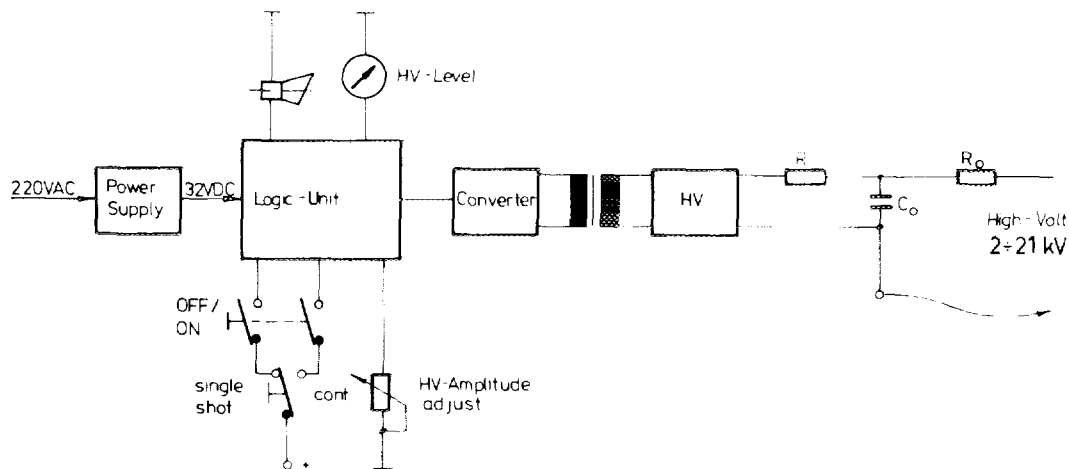 HV-Level
220VAC
Power
Supply
32VDC
Logic-Unit
Converter
HV
R
R₀
C₀
High-Volt
2÷21 kV
OFF/
ON
single
shot
cont
HV-Amplitude
adjust
+